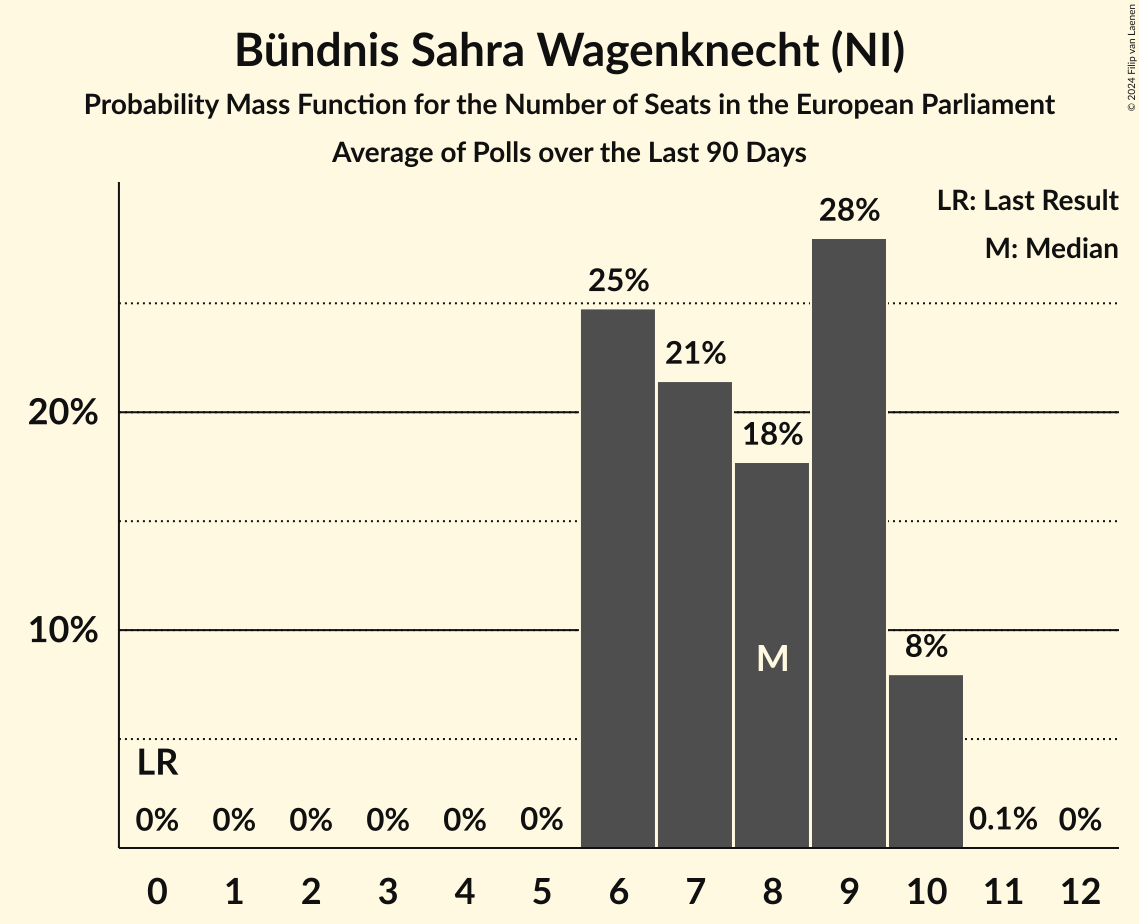 Bündnis Sahra Wagenknecht (NI)
Probability Mass Function for the Number of Seats in the European Parliament
Average of Polls over the Last 90 Days
© 2024 Filip van Laenen
LR: Last Result
M: Median
28%
25%
21%
20%
18%
10%
8%
M
LR
0% 0% 0% 0% 0% 0% 0.1% 0%
0 1 2 3 4 5 6 7 8 9 10 11 12